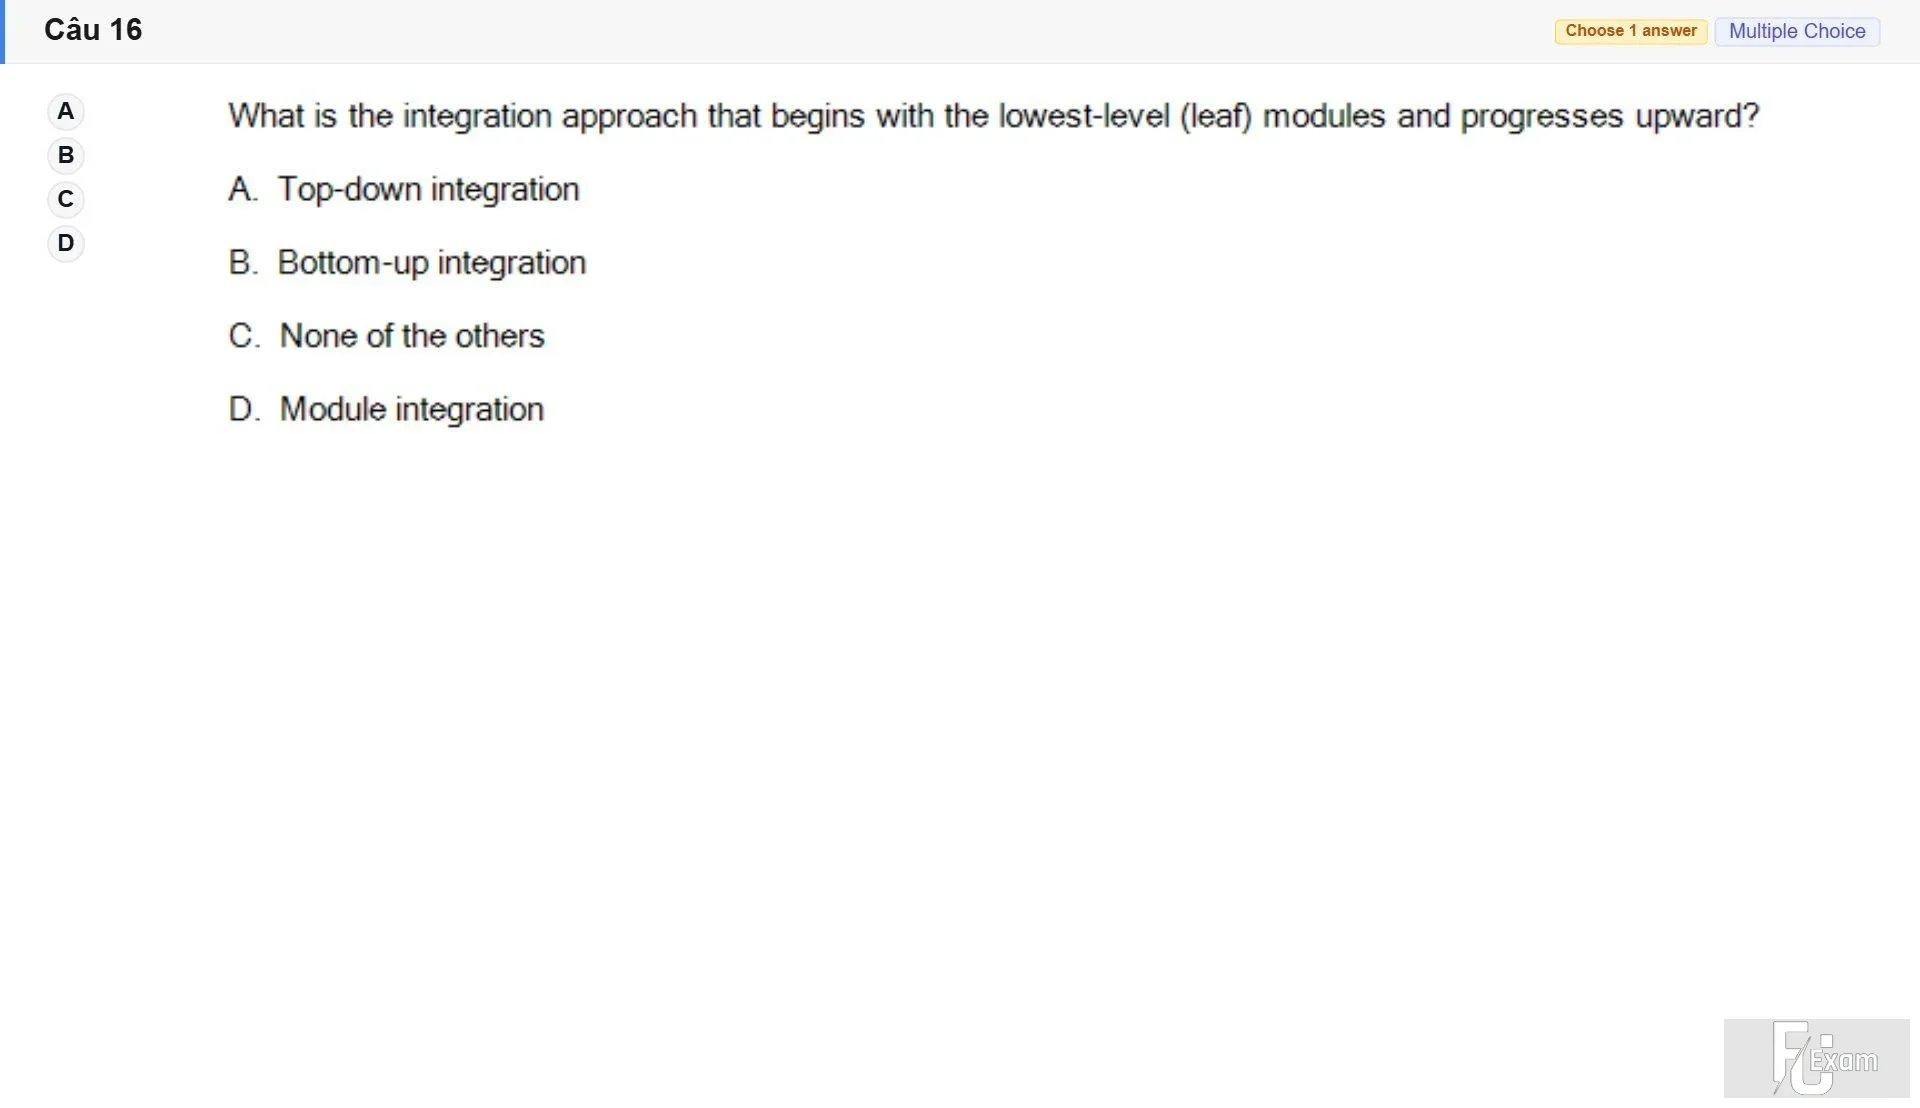 Câu 16
Choose 1 answer
Multiple Choice
A
B
C
D
What is the integration approach that begins with the lowest-level (leaf) modules and progresses upward?
A. Top-down integration
B. Bottom-up integration
C. None of the others
D. Module integration
FU Exam